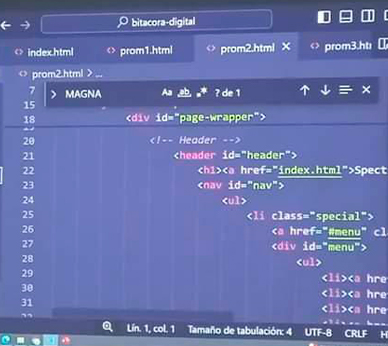 bitacora-digital
index.html prom1.html prom2.html prom3.ht
prom2.html > ...
7 MAGNA Aa ab ? de 1
15
18 <div id="page-wrapper">
20 <!-- Header -->
21 <header id="header">
22 <h1><a href="index.html">Spect
23 <nav id="nav">
24 <ul>
25 <li class="special">
26 <a href="#menu" cl
27 <div id="menu">
28 <ul>
29 <li><a hre
30 <li><a hre
31 <li><a hre
Lín. 1, col. 1 Tamaño de tabulación: 4 UTF-8 CRLF H